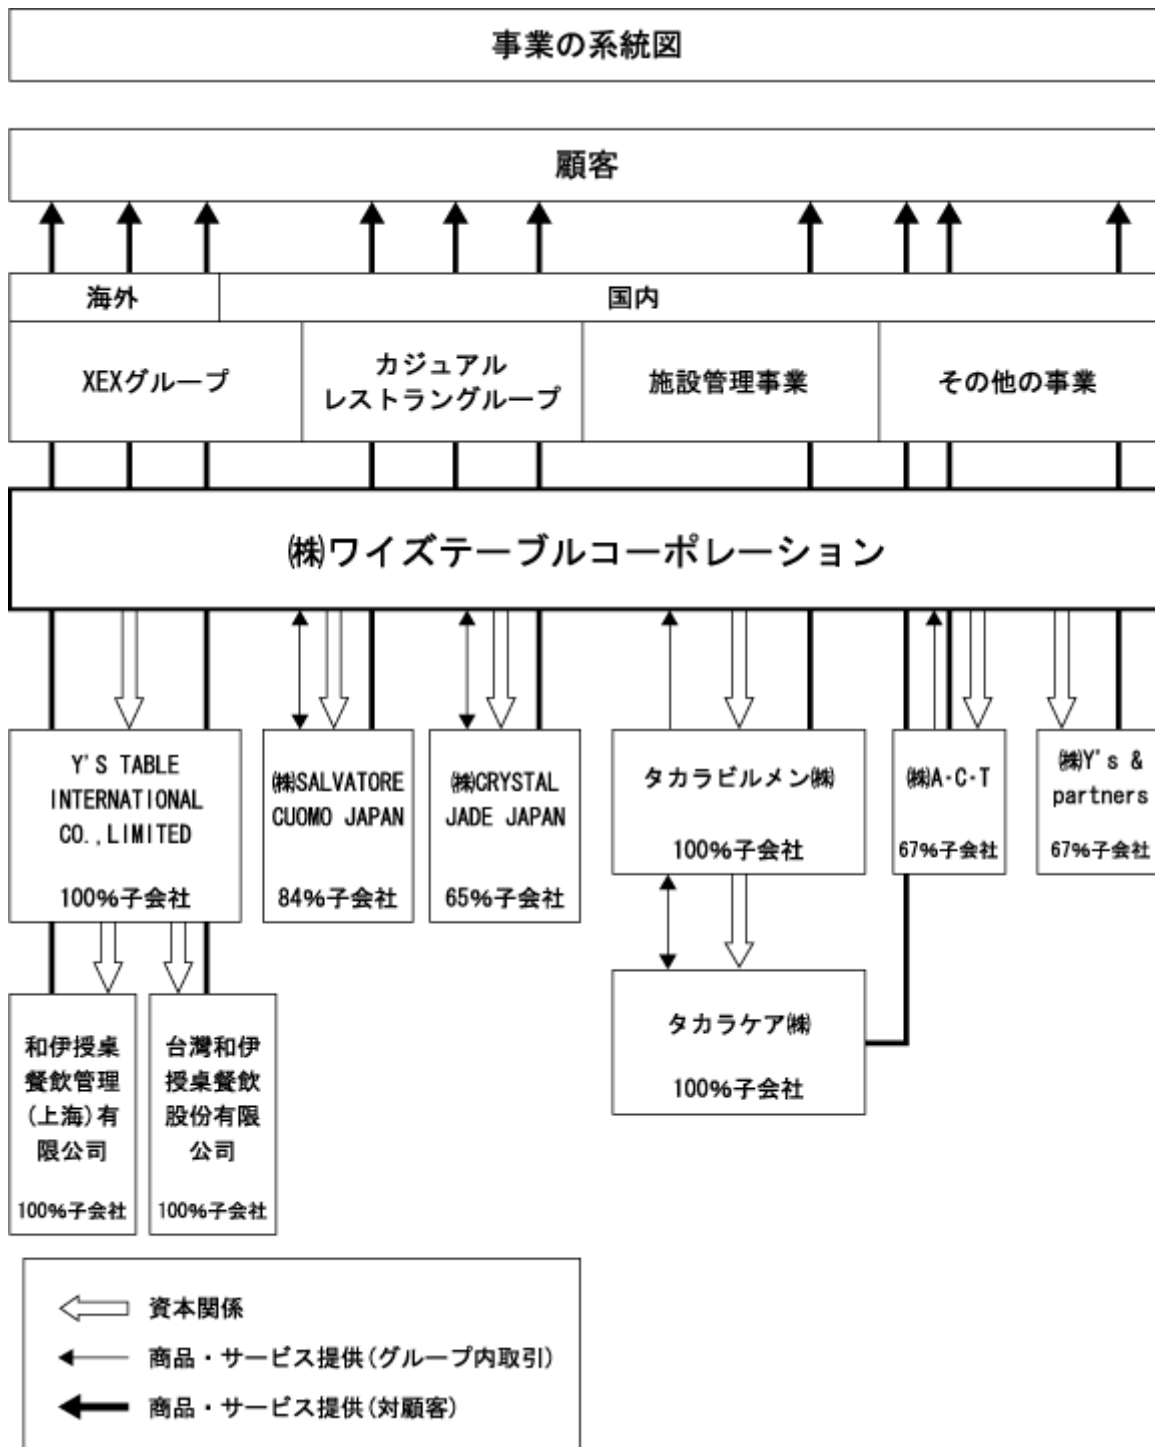 事業の系統図
顧客
海外
国内
XEXグループ
カジュアル
レストラングループ
施設管理事業
その他の事業
㈱ワイズテーブルコーポレーション
Y'S TABLE
INTERNATIONAL
CO.,LIMITED
100%子会社
㈱SALVATORE
CUOMO JAPAN
84%子会社
㈱CRYSTAL
JADE JAPAN
65%子会社
タカラビルメン㈱
100%子会社
㈱A・C・T
67%子会社
㈱Y's &
partners
67%子会社
和伊授桌
餐飲管理
(上海)有
限公司
100%子会社
台灣和伊
授桌餐飲
股份有限
公司
100%子会社
タカラケア㈱
100%子会社
資本関係
商品・サービス提供(グループ内取引)
商品・サービス提供(対顧客)